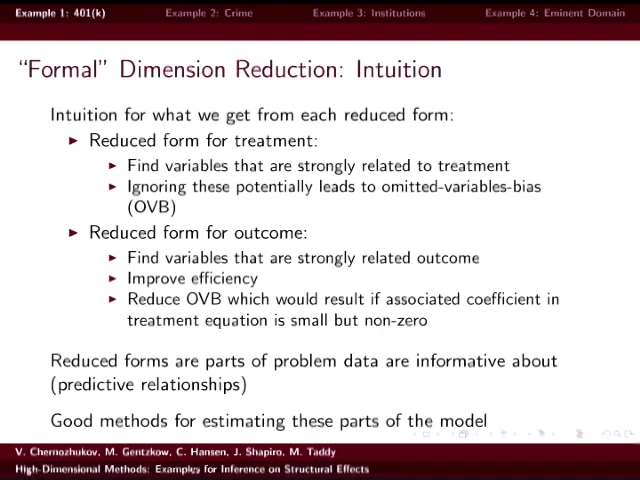 Example 1: 401(k) Example 2: Crime Example 3: Institutions Example 4: Eminent Domain
“Formal” Dimension Reduction: Intuition
Intuition for what we get from each reduced form:
Reduced form for treatment:
Find variables that are strongly related to treatment
Ignoring these potentially leads to omitted-variables-bias
(OVB)
Reduced form for outcome:
Find variables that are strongly related outcome
Improve efficiency
Reduce OVB which would result if associated coefficient in
treatment equation is small but non-zero
Reduced forms are parts of problem data are informative about
(predictive relationships)
Good methods for estimating these parts of the model
V. Chernozhukov, M. Gentzkow, C. Hansen, J. Shapiro, M. Taddy
High-Dimensional Methods: Examples for Inference on Structural Effects